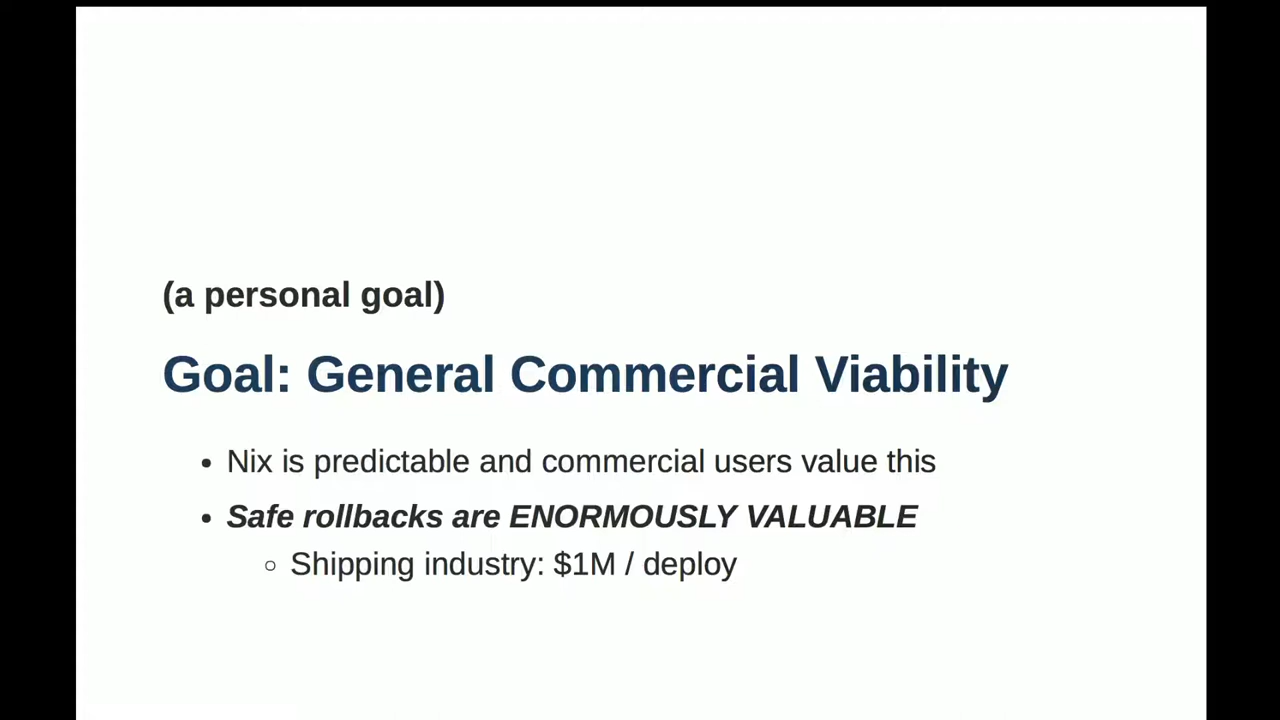 (a personal goal)
Goal: General Commercial Viability
Nix is predictable and commercial users value this
Safe rollbacks are ENORMOUSLY VALUABLE
Shipping industry: $1M / deploy